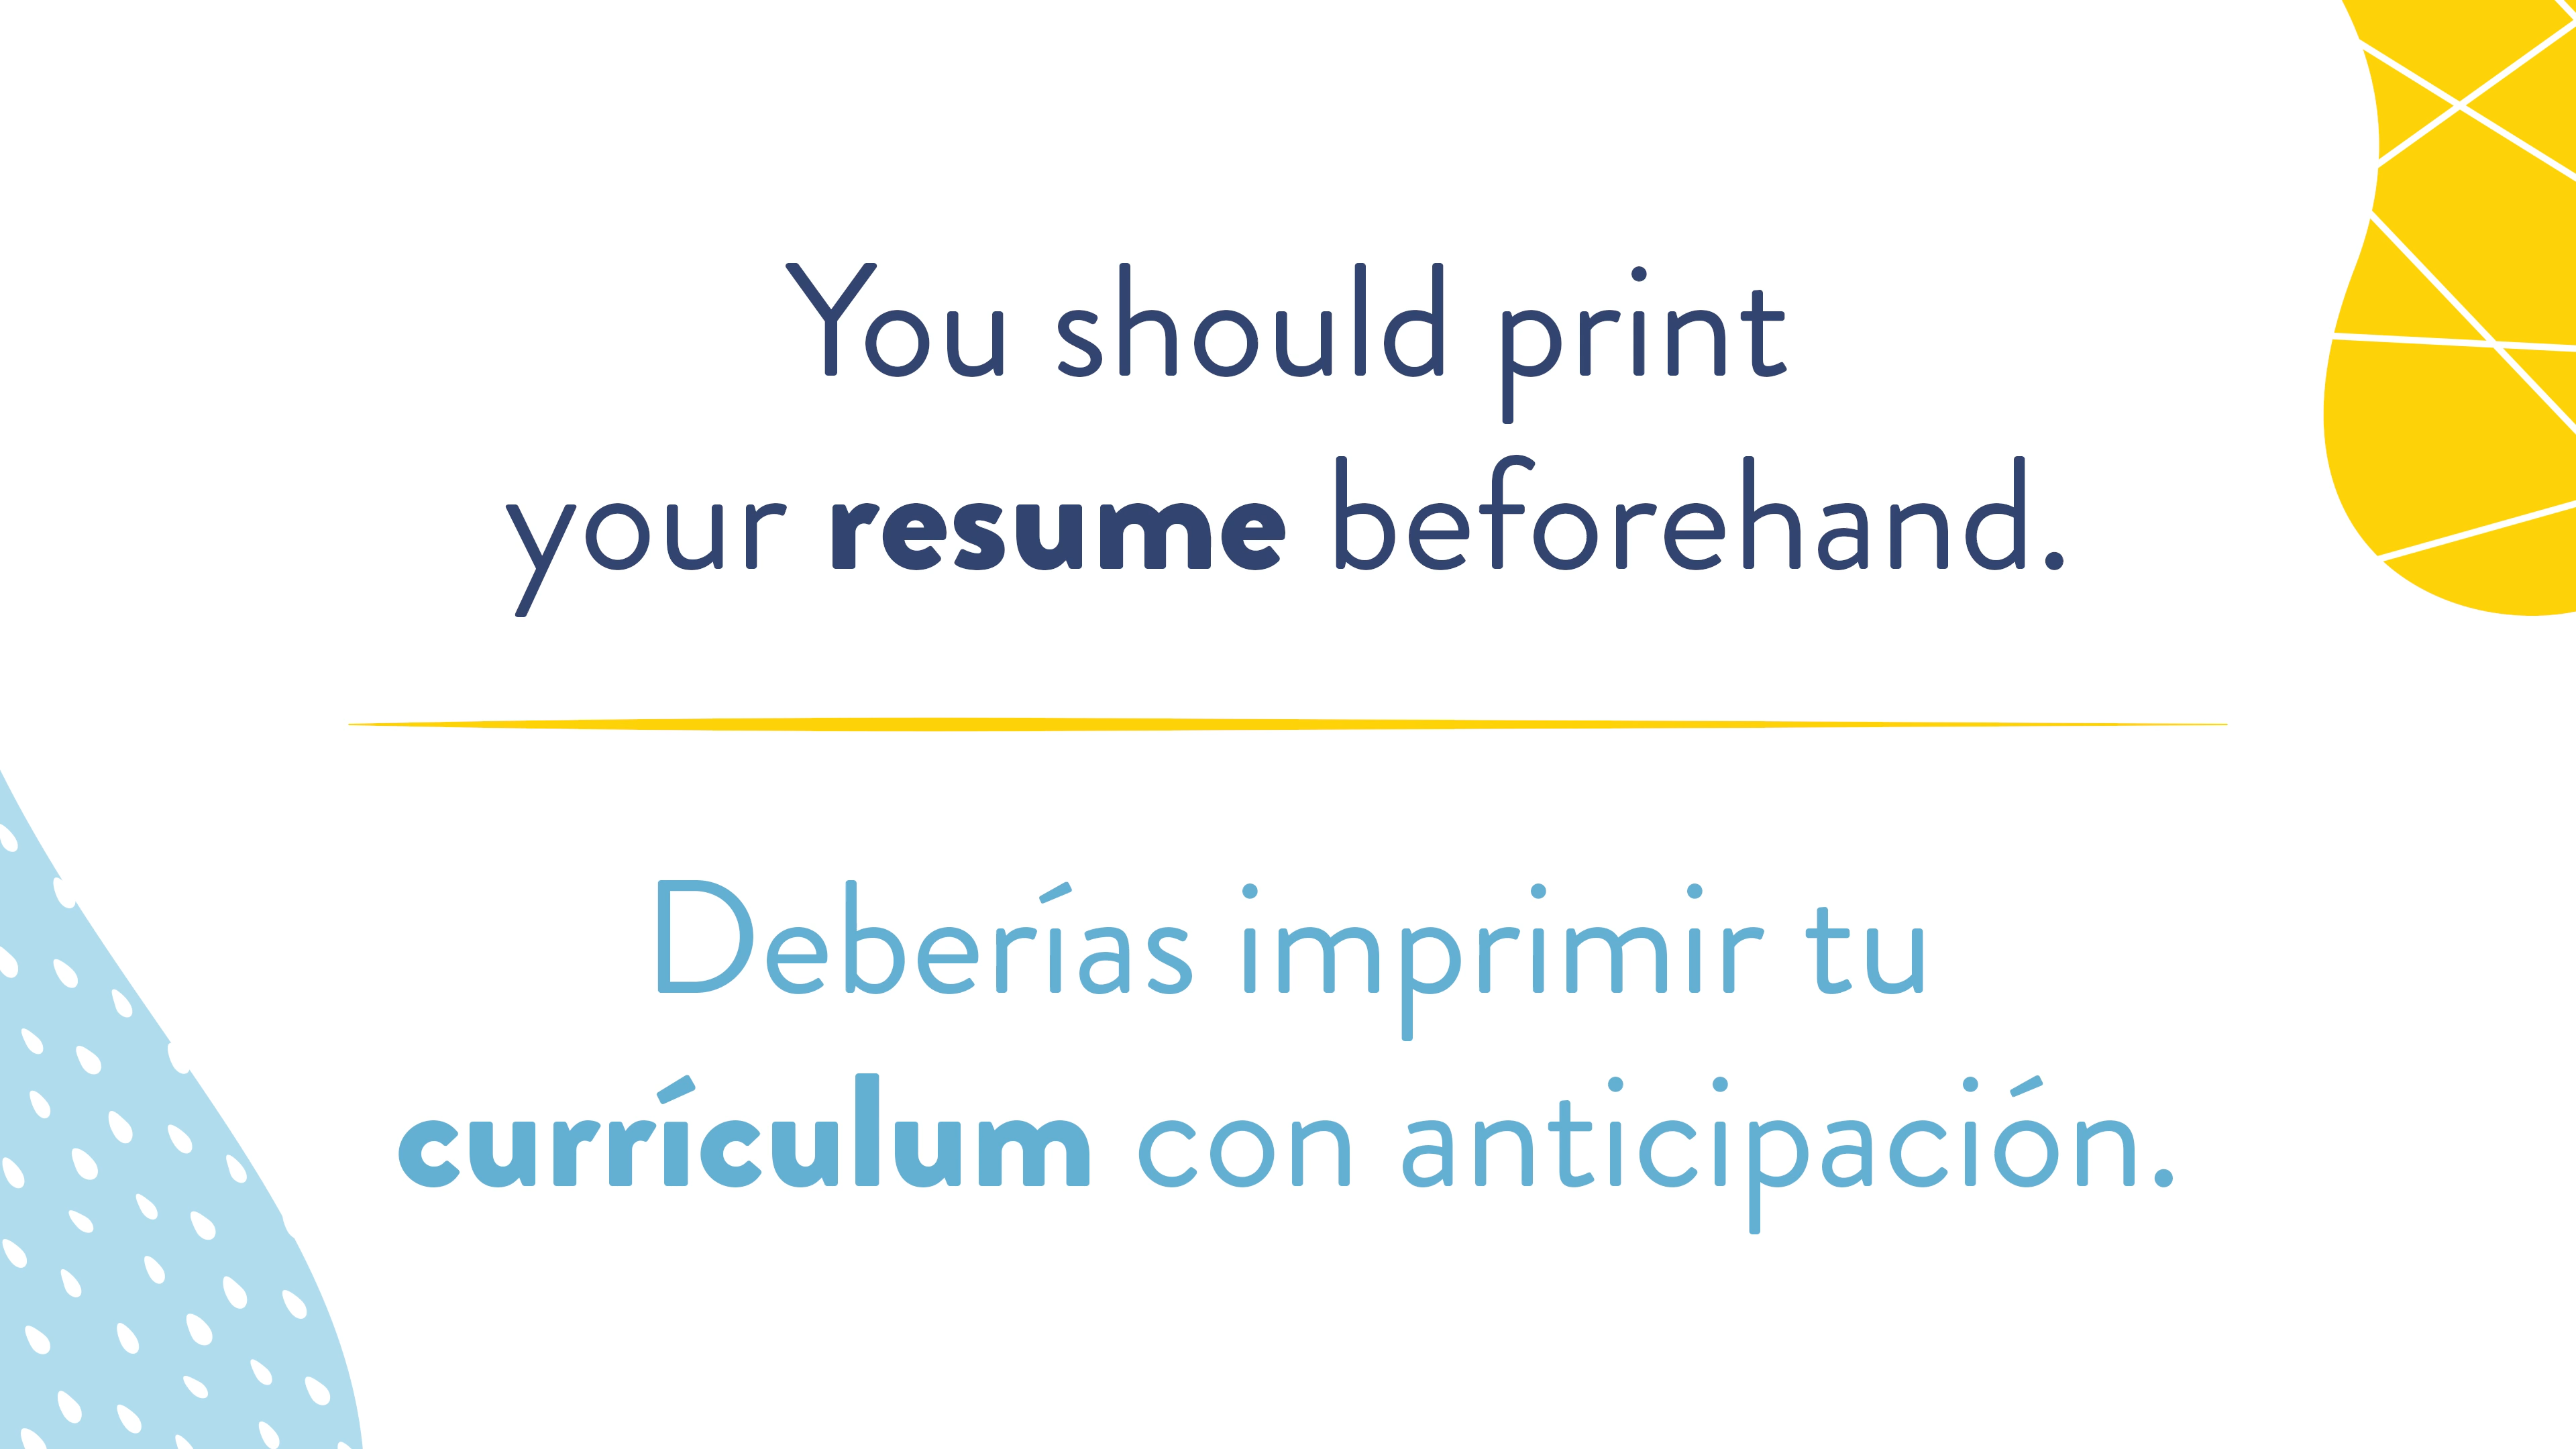 You should print
your resume beforehand.
Deberías imprimir tu
currículum con anticipación.